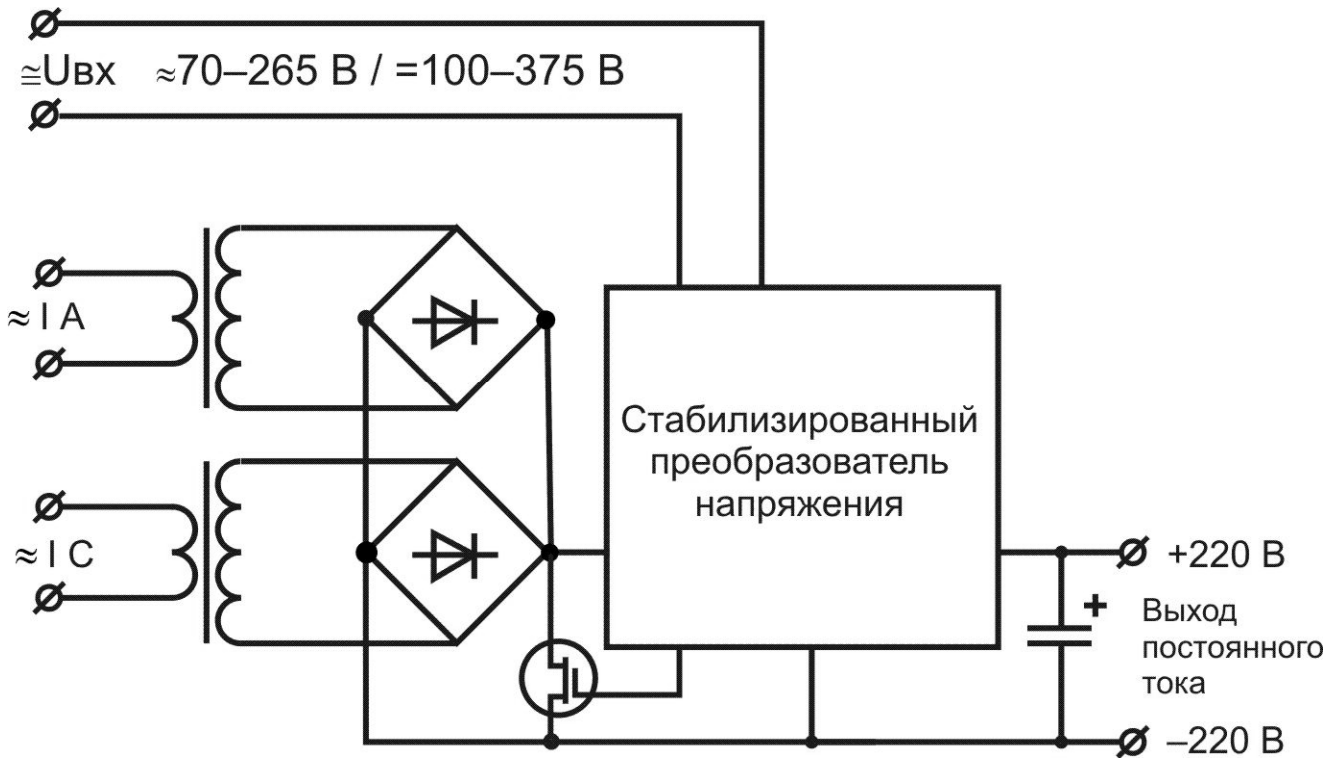 ≅Uвх ≈70–265 В / =100–375 В
≈ I A
Стабилизированный
преобразователь
напряжения
≈ I C
+220 В
+
Выход
постоянного
тока
–220 В